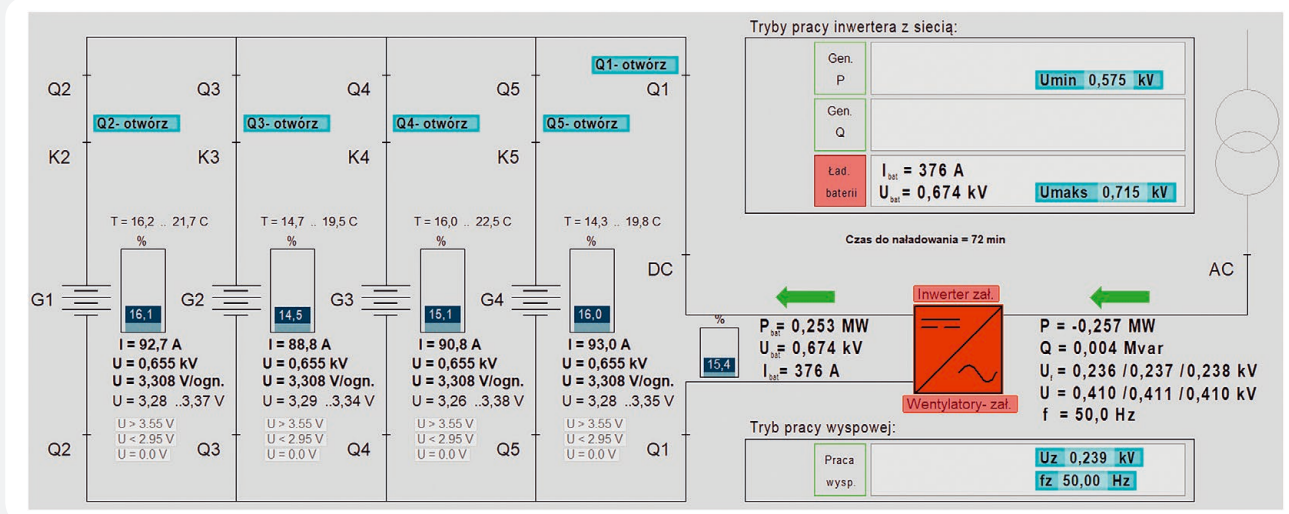 Tryby pracy inwertera z siecią:
Gen.
P
Umin 0,575 kV
Gen.
Q
Ład.
baterii
Ibat = 376 A
Ubat = 0,674 kV
Umaks 0,715 kV
Czas do naładowania = 72 min
Q1- otwórz
Q2 Q3 Q4 Q5 Q1
Q2- otwórz Q3- otwórz Q4- otwórz Q5- otwórz
K2 K3 K4 K5
T = 16,2 .. 21,7 C T = 14,7 .. 19,5 C T = 16,0 .. 22,5 C T = 14,3 .. 19,8 C
% % % %
DC AC
G1 G2 G3 G4
16,1 14,5 15,1 16,0
I = 92,7 A I = 88,8 A I = 90,8 A I = 93,0 A
U = 0,655 kV U = 0,655 kV U = 0,655 kV U = 0,655 kV
U = 3,308 V/ogn. U = 3,308 V/ogn. U = 3,308 V/ogn. U = 3,308 V/ogn.
U = 3,28 ..3,37 V U = 3,29 ..3,34 V U = 3,26 ..3,38 V U = 3,28 ..3,35 V
U > 3.55 V U > 3.55 V U > 3.55 V U > 3.55 V
U < 2.95 V U < 2.95 V U < 2.95 V U < 2.95 V
U = 0.0 V U = 0.0 V U = 0.0 V U = 0.0 V
Q2 Q3 Q4 Q5 Q1
%
15,4
Pbat = 0,253 MW
Ubat = 0,674 kV
Ibat = 376 A
Inwerter zał.
Wentylatory- zał.
P = -0,257 MW
Q = 0,004 Mvar
Uf = 0,236 /0,237 /0,238 kV
U = 0,410 /0,411 /0,410 kV
f = 50,0 Hz
Tryb pracy wyspowej:
Praca
wysp.
Uz 0,239 kV
fz 50,00 Hz